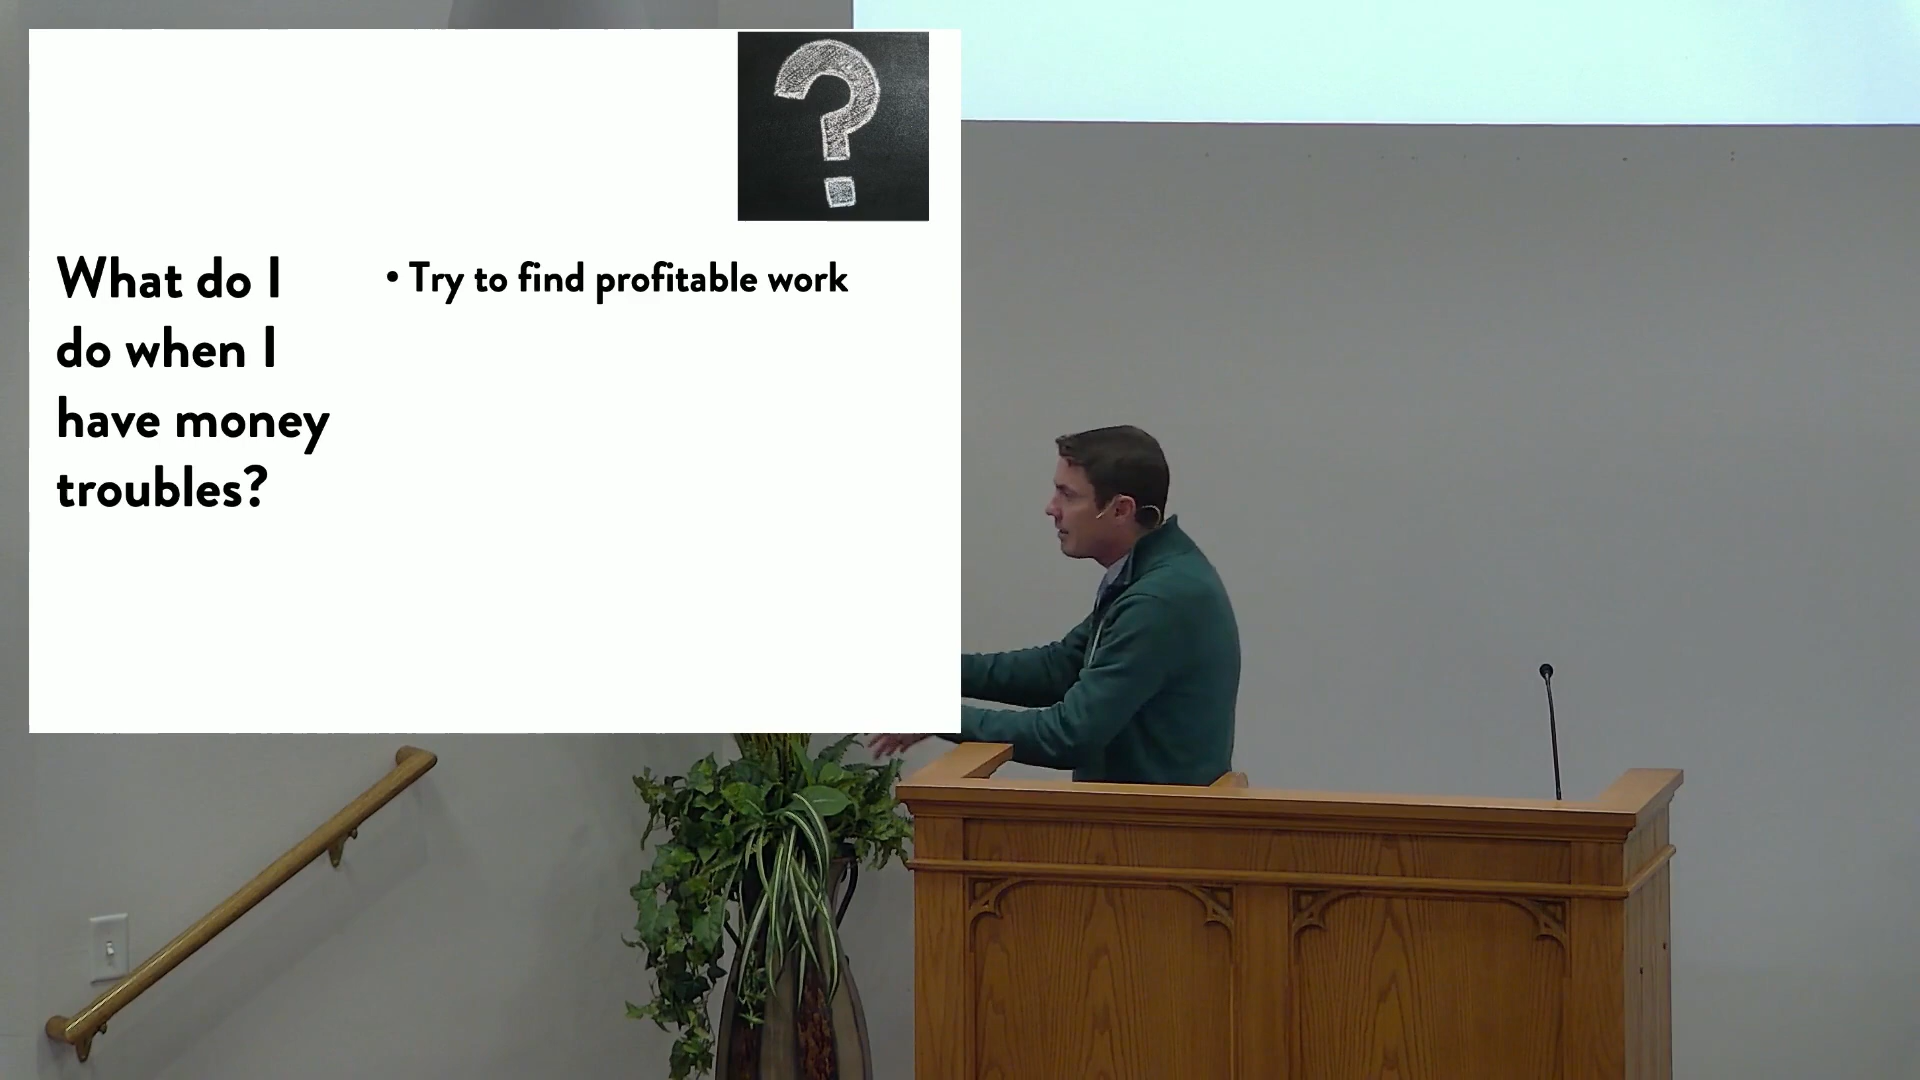 ?
What do I
do when I
have money
troubles?
• Try to find profitable work